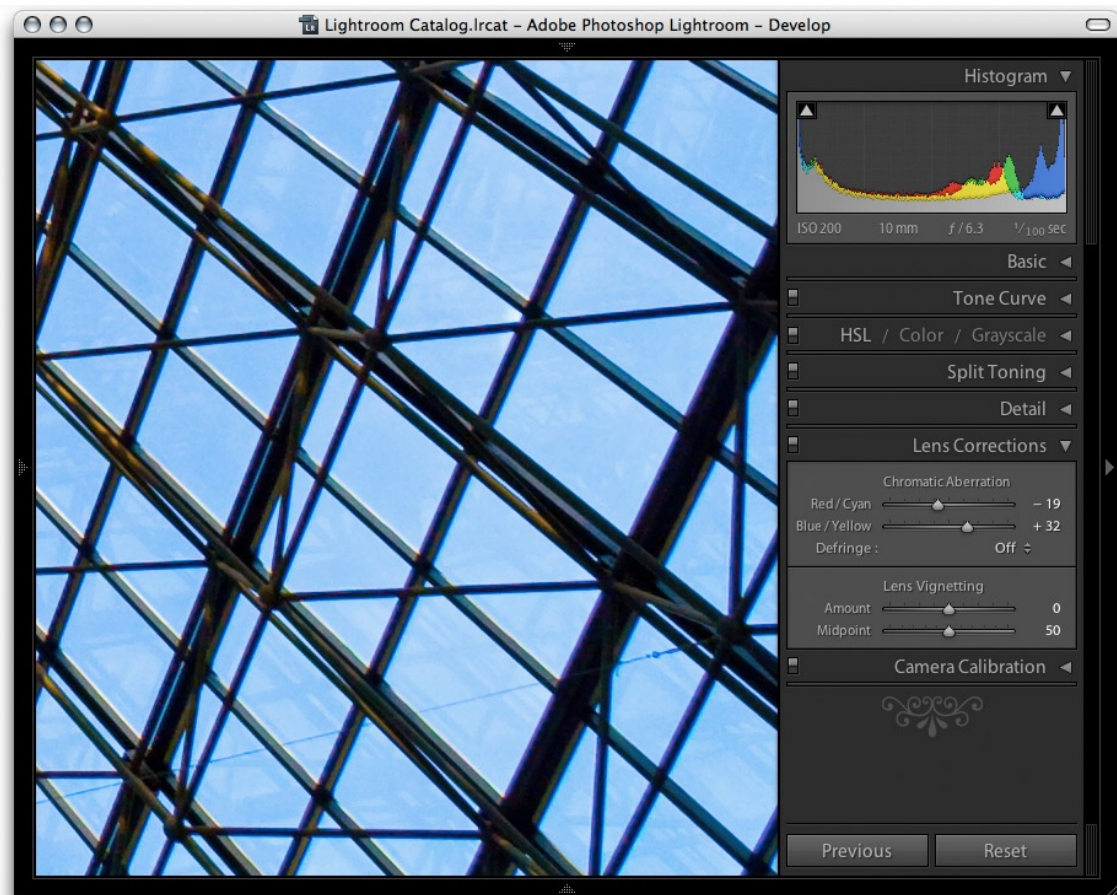 Lightroom Catalog.lrcat – Adobe Photoshop Lightroom – Develop
Histogram
ISO 200 10 mm ƒ / 6.3 1/100 sec
Basic
Tone Curve
HSL / Color / Grayscale
Split Toning
Detail
Lens Corrections
Chromatic Aberration
Red / Cyan − 19
Blue / Yellow + 32
Defringe : Off
Lens Vignetting
Amount 0
Midpoint 50
Camera Calibration
Previous Reset